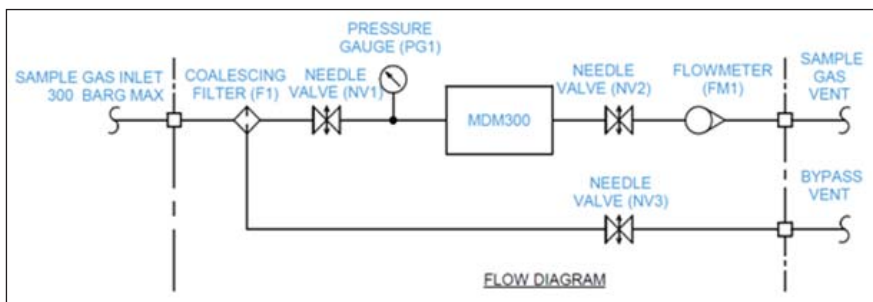 PRESSURE
GAUGE (PG1)
SAMPLE GAS INLET
300 BARG MAX
COALESCING
FILTER (F1)
NEEDLE
VALVE (NV1)
MDM300
NEEDLE
VALVE (NV2)
FLOWMETER
(FM1)
SAMPLE
GAS
VENT
NEEDLE
VALVE (NV3)
BYPASS
VENT
FLOW DIAGRAM